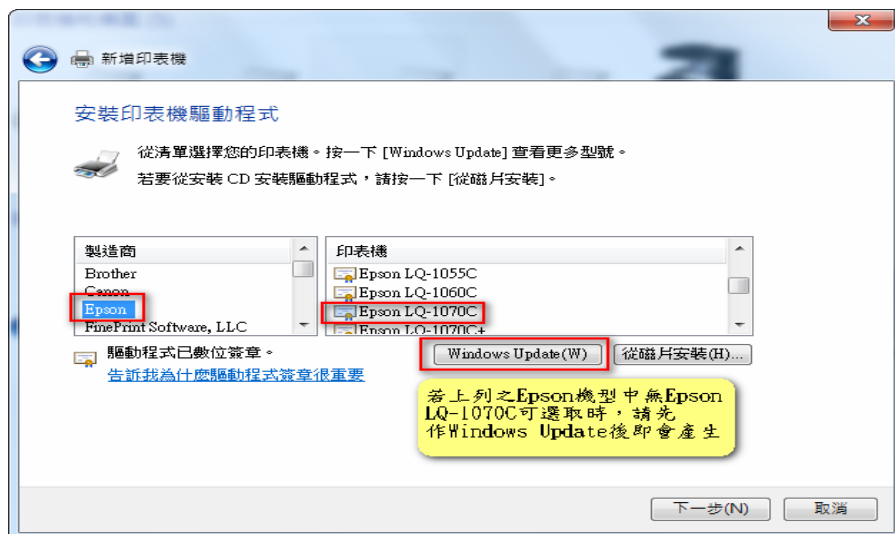 新增印表機
安裝印表機驅動程式
從清單選擇您的印表機。按一下 [Windows Update] 查看更多型號。
若要從安裝 CD 安裝驅動程式，請按一下 [從磁片安裝]。
製造商
Brother
Canon
Epson
FinePrint Software, LLC
印表機
Epson LQ-1055C
Epson LQ-1060C
Epson LQ-1070C
Epson LQ-1070C+
驅動程式已數位簽章。
告訴我為什麼驅動程式簽章很重要
Windows Update(W)
從磁片安裝(H)...
若上列之Epson機型中無Epson
LQ-1070C可選取時，請先
作Windows Update後即會產生
下一步(N)
取消